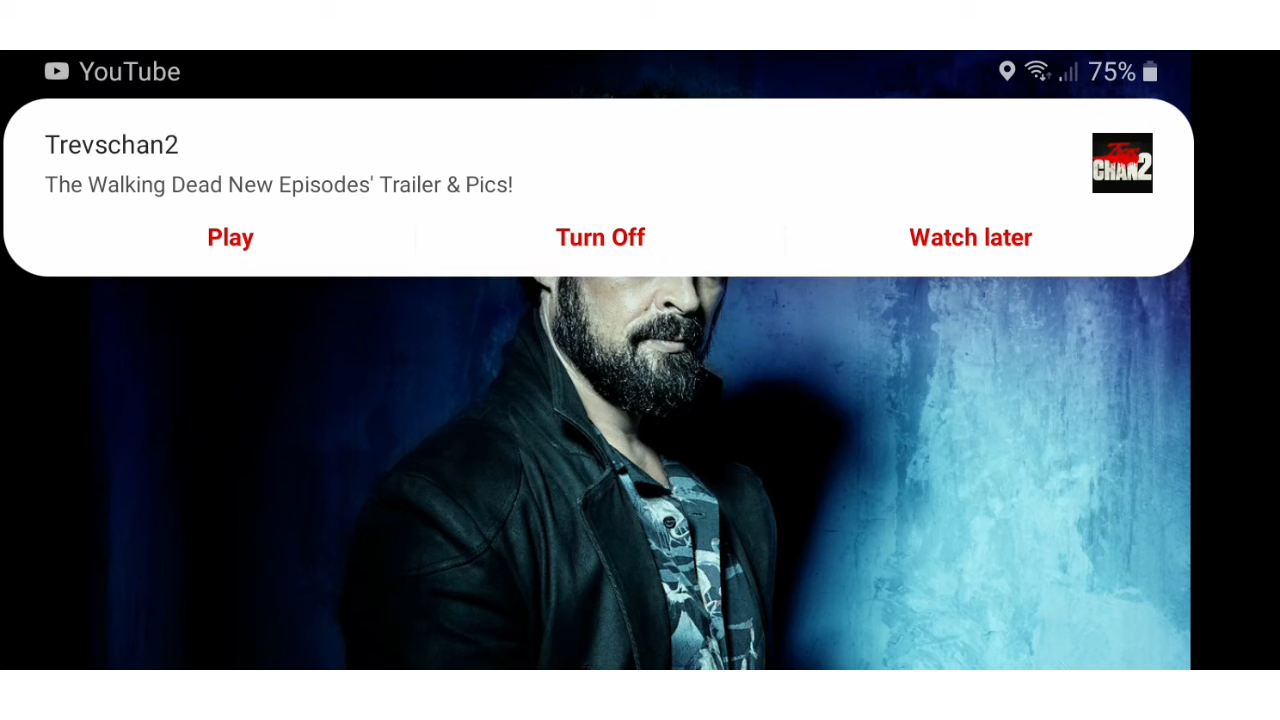 YouTube 75%
Trevschan2
The Walking Dead New Episodes' Trailer & Pics!
CHAN2
Play Turn Off Watch later